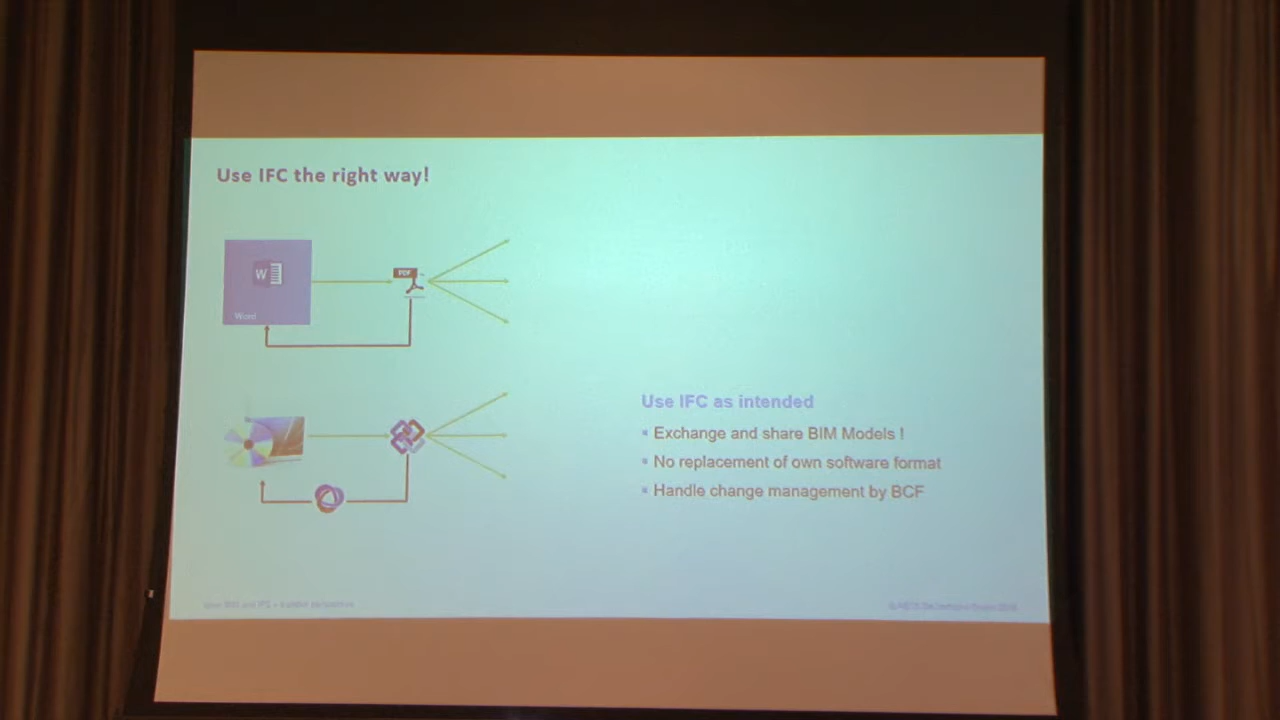 Use IFC the right way!
W
PDF
Word
Use IFC as intended
Exchange and share BIM Models !
No replacement of own software format
Handle change management by BCF